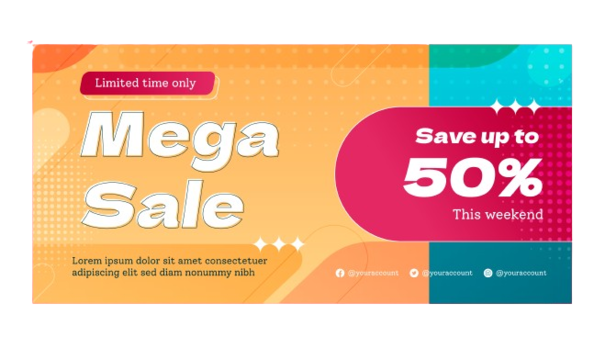 Limited time only
Mega
Sale
Lorem ipsum dolor sit amet consectetuer
adipiscing elit sed diam nonummy nibh
Save up to
50%
This weekend
@youraccount @youraccount @youraccount